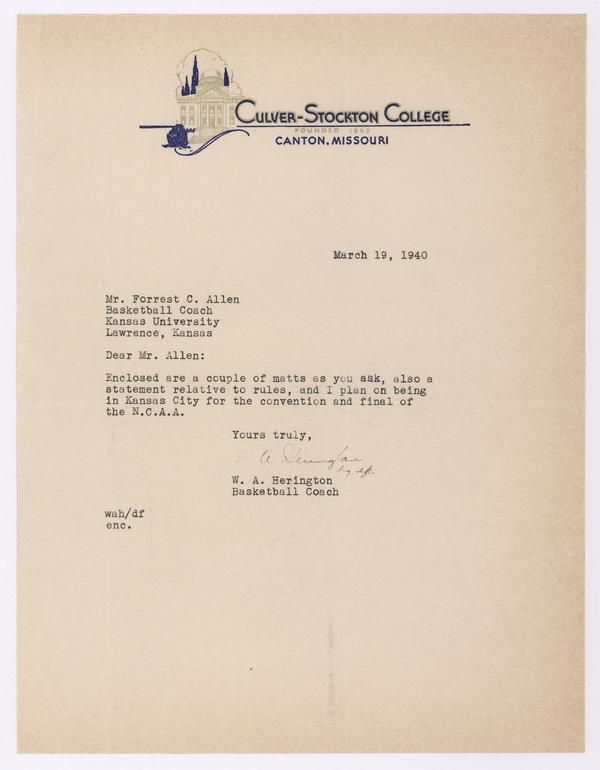 CULVER-STOCKTON COLLEGE
FOUNDED 1853
CANTON, MISSOURI
March 19, 1940
Mr. Forrest C. Allen
Basketball Coach
Kansas University
Lawrence, Kansas
Dear Mr. Allen:
Enclosed are a couple of matts as you ask, also a
statement relative to rules, and I plan on being
in Kansas City for the convention and final of
the N.C.A.A.
Yours truly,
A Herington
by df
W. A. Herington
Basketball Coach
wah/df
enc.